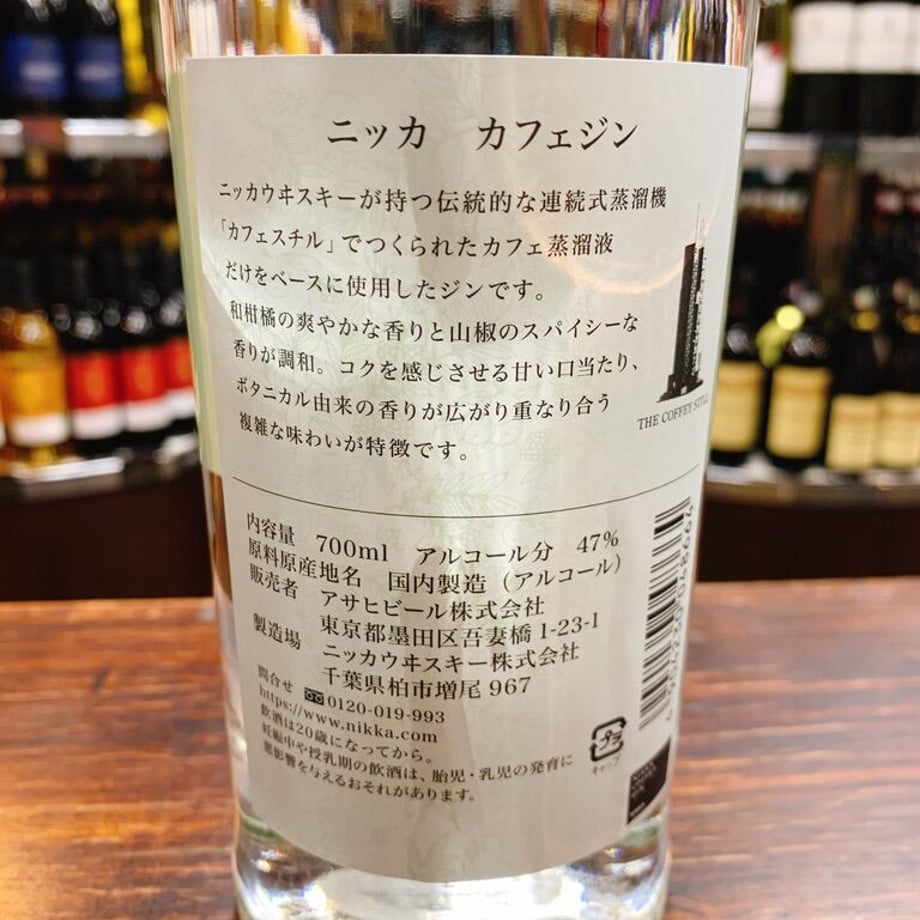 ニッカ　カフェジン
ニッカウヰスキーが持つ伝統的な連続式蒸溜機
「カフェスチル」でつくられたカフェ蒸溜液
だけをベースに使用したジンです。
和柑橘の爽やかな香りと山椒のスパイシーな
香りが調和。コクを感じさせる甘い口当たり、
ボタニカル由来の香りが広がり重なり合う
複雑な味わいが特徴です。
THE COFFEY STILL
内容量　700ml　アルコール分　47%
原料原産地名　国内製造（アルコール）
販売者　アサヒビール株式会社
東京都墨田区吾妻橋1-23-1
製造場　ニッカウヰスキー株式会社
千葉県柏市増尾967
問合せ　0120-019-993
https://www.nikka.com
飲酒は20歳になってから。
妊娠中や授乳期の飲酒は、胎児・乳児の発育に
悪影響を与えるおそれがあります。
プラ
キャップ